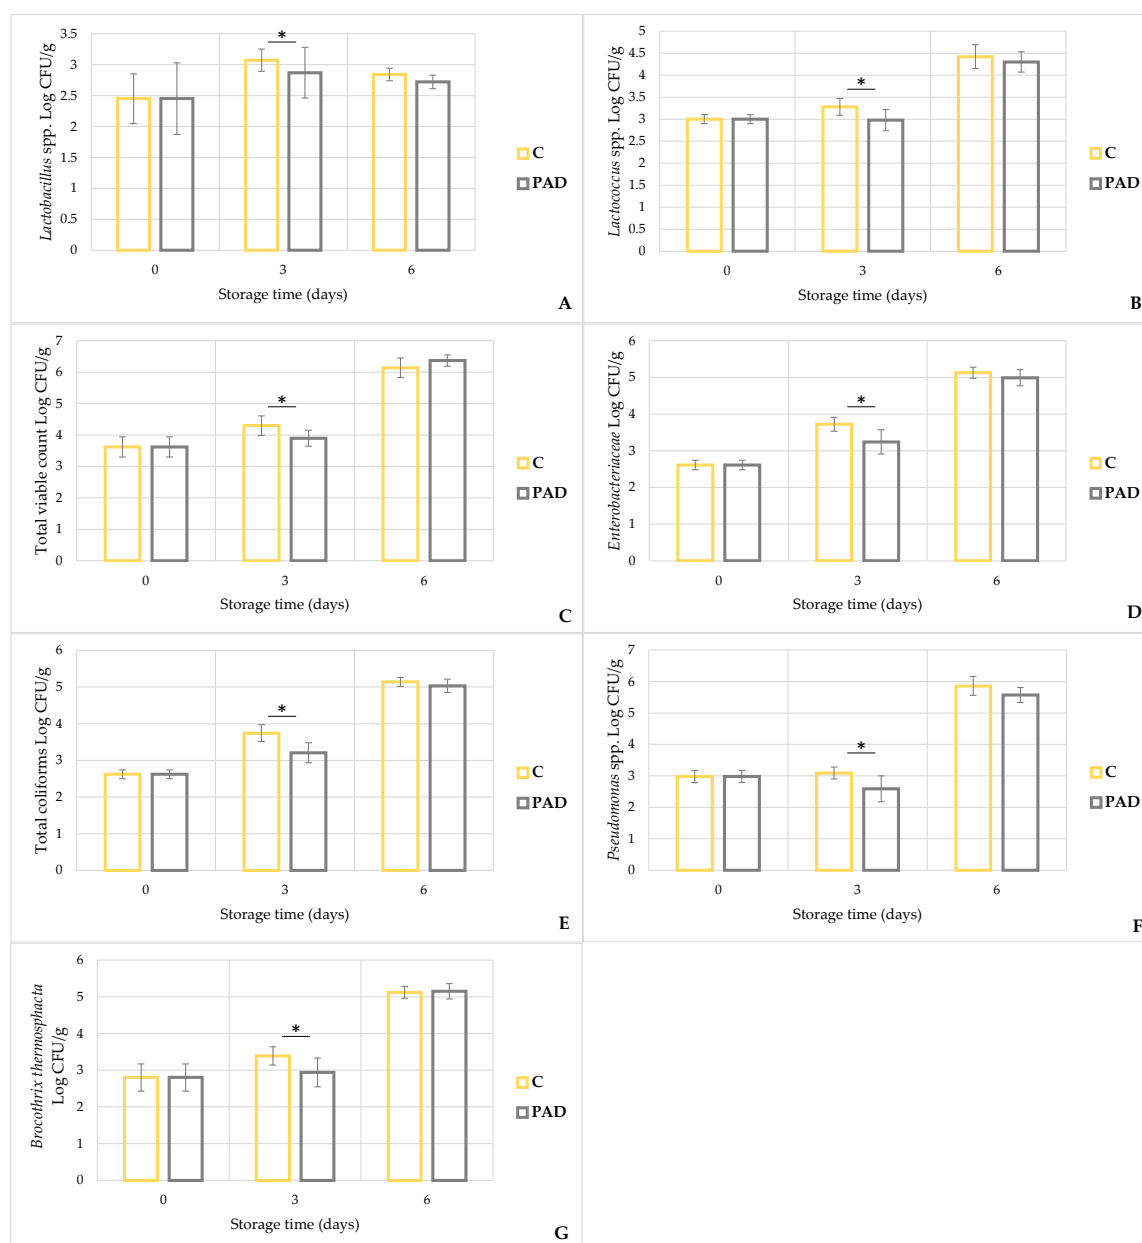 Lactobacillus spp. Log CFU/g
3.5
3
2.5
2
1.5
1
0.5
0
*
0
3
6
Storage time (days)
C
PAD
A
Lactococcus spp. Log CFU/g
5
4.5
4
3.5
3
2.5
2
1.5
1
0.5
0
*
0
3
6
Storage time (days)
C
PAD
B
Total viable count Log CFU/g
7
6
5
4
3
2
1
0
*
0
3
6
Storage time (days)
C
PAD
C
Enterobacteriaceae Log CFU/g
6
5
4
3
2
1
0
*
0
3
6
Storage time (days)
C
PAD
D
Total coliforms Log CFU/g
6
5
4
3
2
1
0
*
0
3
6
Storage time (days)
C
PAD
E
Pseudomonas spp. Log CFU/g
7
6
5
4
3
2
1
0
*
0
3
6
Storage time (days)
C
PAD
F
Brocothrix thermosphacta
Log CFU/g
6
5
4
3
2
1
0
*
0
3
6
Storage time (days)
C
PAD
G